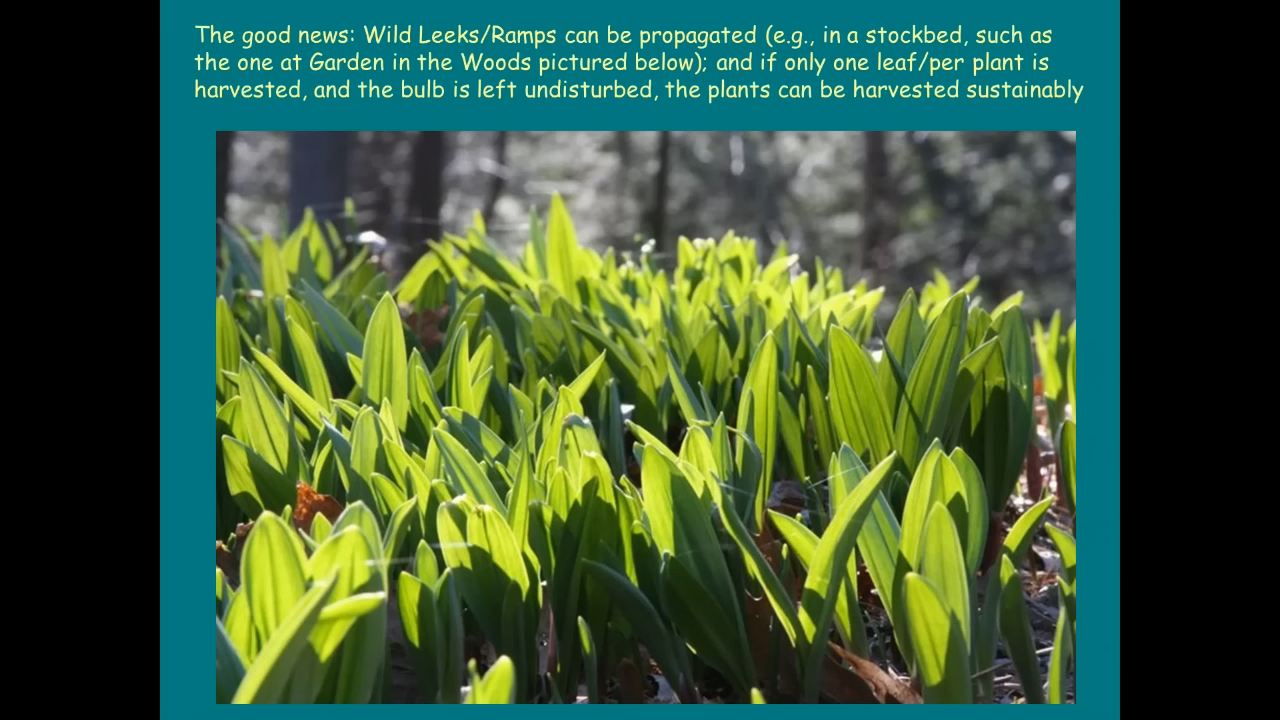 The good news: Wild Leeks/Ramps can be propagated (e.g., in a stockbed, such as
the one at Garden in the Woods pictured below); and if only one leaf/per plant is
harvested, and the bulb is left undisturbed, the plants can be harvested sustainably